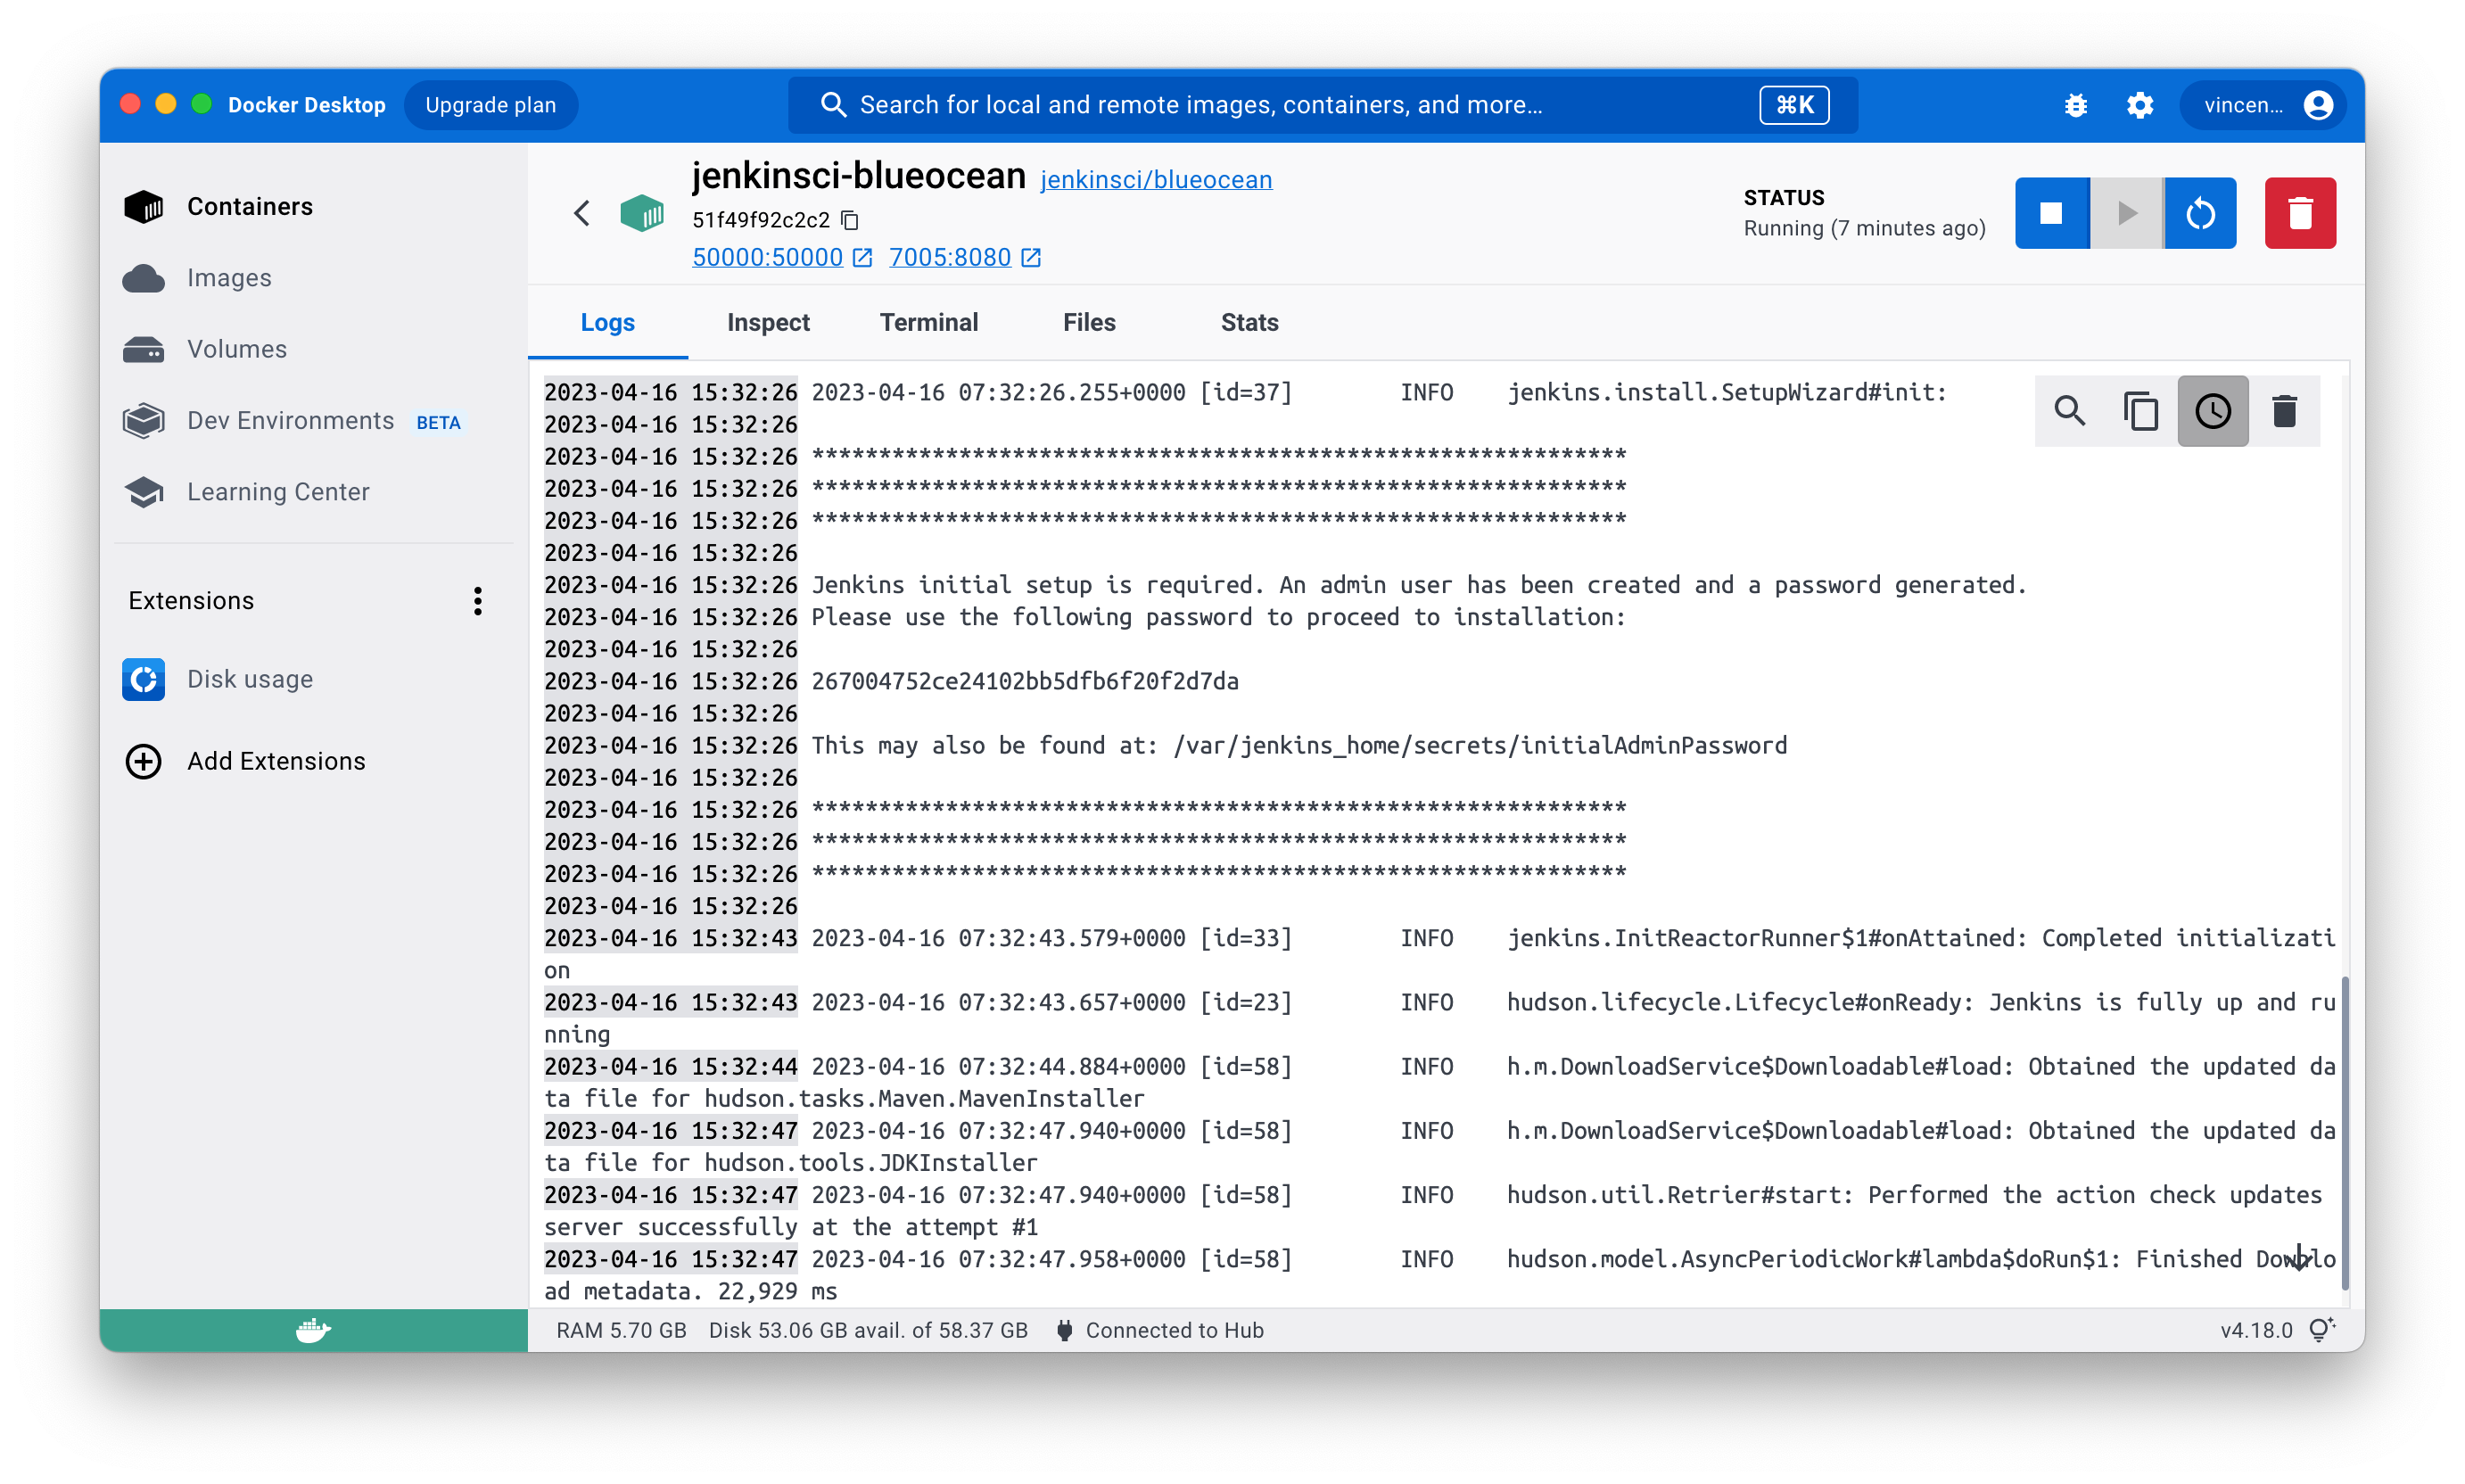 Docker Desktop Upgrade plan Search for local and remote images, containers, and more... ⌘K vincen...
Containers
Images
Volumes
Dev Environments BETA
Learning Center
Extensions
Disk usage
Add Extensions
jenkinsci-blueocean jenkinsci/blueocean
51f49f92c2c2
50000:50000 7005:8080
STATUS
Running (7 minutes ago)
Logs Inspect Terminal Files Stats
2023-04-16 15:32:26 2023-04-16 07:32:26.255+0000 [id=37] INFO jenkins.install.SetupWizard#init:
2023-04-16 15:32:26
2023-04-16 15:32:26 *************************************************************
2023-04-16 15:32:26 *************************************************************
2023-04-16 15:32:26 *************************************************************
2023-04-16 15:32:26
2023-04-16 15:32:26 Jenkins initial setup is required. An admin user has been created and a password generated.
2023-04-16 15:32:26 Please use the following password to proceed to installation:
2023-04-16 15:32:26
2023-04-16 15:32:26 267004752ce24102bb5dfb6f20f2d7da
2023-04-16 15:32:26
2023-04-16 15:32:26 This may also be found at: /var/jenkins_home/secrets/initialAdminPassword
2023-04-16 15:32:26
2023-04-16 15:32:26 *************************************************************
2023-04-16 15:32:26 *************************************************************
2023-04-16 15:32:26 *************************************************************
2023-04-16 15:32:26
2023-04-16 15:32:43 2023-04-16 07:32:43.579+0000 [id=33] INFO jenkins.InitReactorRunner$1#onAttained: Completed initializati
on
2023-04-16 15:32:43 2023-04-16 07:32:43.657+0000 [id=23] INFO hudson.lifecycle.Lifecycle#onReady: Jenkins is fully up and ru
nning
2023-04-16 15:32:44 2023-04-16 07:32:44.884+0000 [id=58] INFO h.m.DownloadService$Downloadable#load: Obtained the updated da
ta file for hudson.tasks.Maven.MavenInstaller
2023-04-16 15:32:47 2023-04-16 07:32:47.940+0000 [id=58] INFO h.m.DownloadService$Downloadable#load: Obtained the updated da
ta file for hudson.tools.JDKInstaller
2023-04-16 15:32:47 2023-04-16 07:32:47.940+0000 [id=58] INFO hudson.util.Retrier#start: Performed the action check updates
server successfully at the attempt #1
2023-04-16 15:32:47 2023-04-16 07:32:47.958+0000 [id=58] INFO hudson.model.AsyncPeriodicWork#lambda$doRun$1: Finished Downlo
ad metadata. 22,929 ms
RAM 5.70 GB Disk 53.06 GB avail. of 58.37 GB Connected to Hub v4.18.0